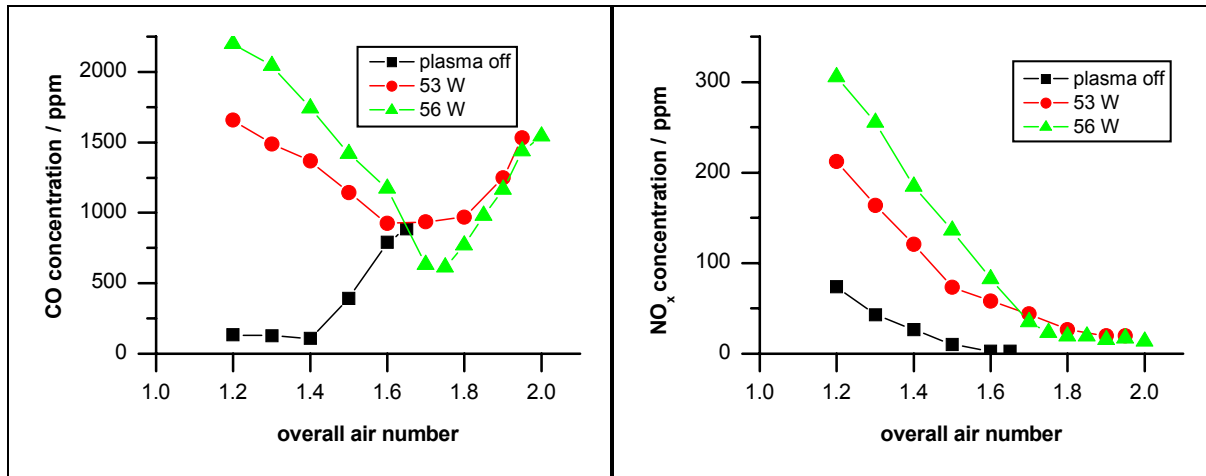 CO concentration / ppm
2000
1500
1000
500
0
1.0 1.2 1.4 1.6 1.8 2.0
overall air number
plasma off
53 W
56 W
NOx concentration / ppm
300
200
100
0
1.0 1.2 1.4 1.6 1.8 2.0
overall air number
plasma off
53 W
56 W